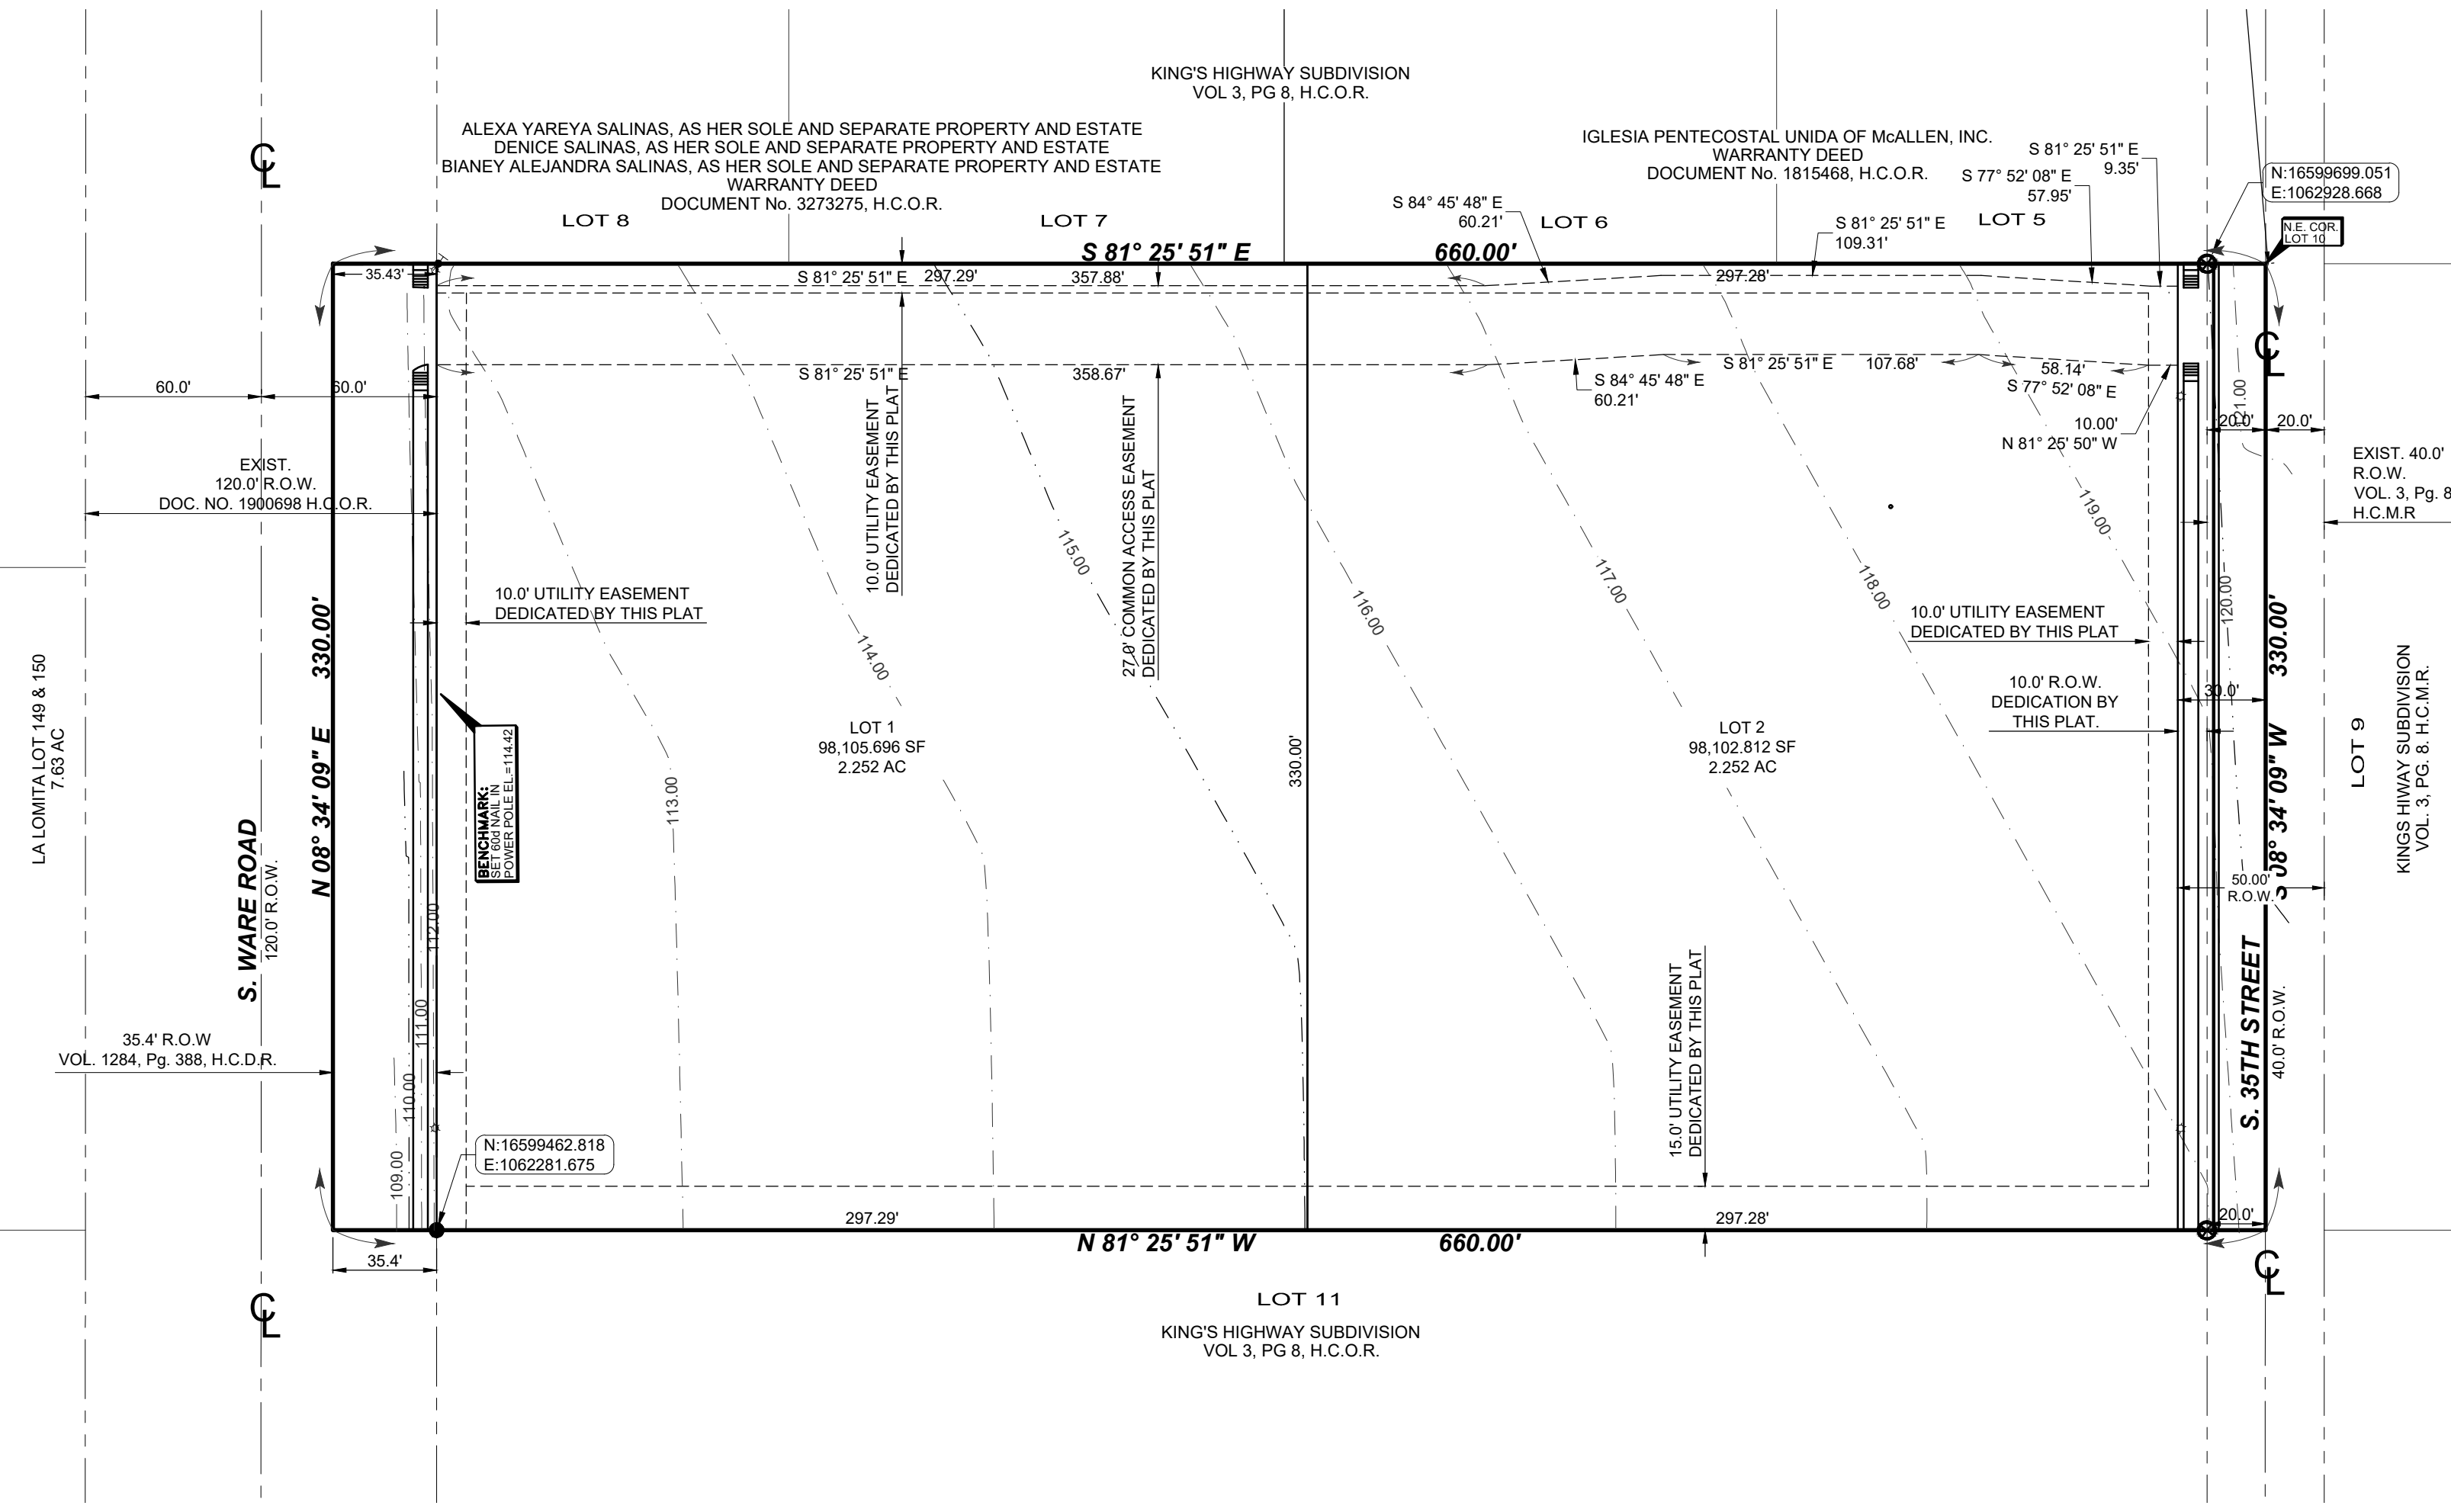 KING'S HIGHWAY SUBDIVISION
VOL 3, PG 8, H.C.O.R.
ALEXA YAREYA SALINAS, AS HER SOLE AND SEPARATE PROPERTY AND ESTATE
DENICE SALINAS, AS HER SOLE AND SEPARATE PROPERTY AND ESTATE
BIANEY ALEJANDRA SALINAS, AS HER SOLE AND SEPARATE PROPERTY AND ESTATE
WARRANTY DEED
DOCUMENT No. 3273275, H.C.O.R.
IGLESIA PENTECOSTAL UNIDA OF McALLEN, INC.
WARRANTY DEED
DOCUMENT No. 1815468, H.C.O.R.
S 81° 25' 51" E
9.35'
S 77° 52' 08" E
57.95'
N:16599699.051
E:1062928.668
N.E. COR.
LOT 10
LOT 8
LOT 7
S 84° 45' 48" E
60.21'
LOT 6
S 81° 25' 51" E
109.31'
LOT 5
CL
S 81° 25' 51" E 660.00'
35.43'
S 81° 25' 51" E
297.29'
357.88'
297.28'
S 81° 25' 51" E
358.67'
S 84° 45' 48" E
60.21'
S 81° 25' 51" E 107.68'
58.14'
S 77° 52' 08" E
10.00'
N 81° 25' 50" W
CL
60.0'
60.0'
20.0'
20.0'
121.00
EXIST.
120.0' R.O.W.
DOC. NO. 1900698 H.C.O.R.
EXIST. 40.0'
R.O.W.
VOL. 3, Pg. 8
H.C.M.R
10.0' UTILITY EASEMENT
DEDICATED BY THIS PLAT
27.0' COMMON ACCESS EASEMENT
DEDICATED BY THIS PLAT
10.0' UTILITY EASEMENT
DEDICATED BY THIS PLAT
10.0' UTILITY EASEMENT
DEDICATED BY THIS PLAT
10.0' R.O.W.
DEDICATION BY
THIS PLAT.
30.0'
115.00
114.00
116.00
117.00
118.00
119.00
120.00
113.00
112.00
111.00
110.00
109.00
N 08° 34' 09" E 330.00'
S 08° 34' 09" W 330.00'
LA LOMITA LOT 149 & 150
7.63 AC
S. WARE ROAD
120.0' R.O.W.
BENCHMARK:
SET 60d NAIL IN
POWER POLE EL.=114.42
LOT 1
98,105.696 SF
2.252 AC
330.00'
LOT 2
98,102.812 SF
2.252 AC
50.00'
R.O.W.
LOT 9
KINGS HIWAY SUBDIVISION
VOL. 3, PG. 8. H.C.M.R.
S. 35TH STREET
40.0' R.O.W.
35.4' R.O.W
VOL. 1284, Pg. 388, H.C.D.R.
15.0' UTILITY EASEMENT
DEDICATED BY THIS PLAT
N:16599462.818
E:1062281.675
297.29'
297.28'
20.0'
N 81° 25' 51" W 660.00'
35.4'
CL
CL
LOT 11
KING'S HIGHWAY SUBDIVISION
VOL 3, PG 8, H.C.O.R.